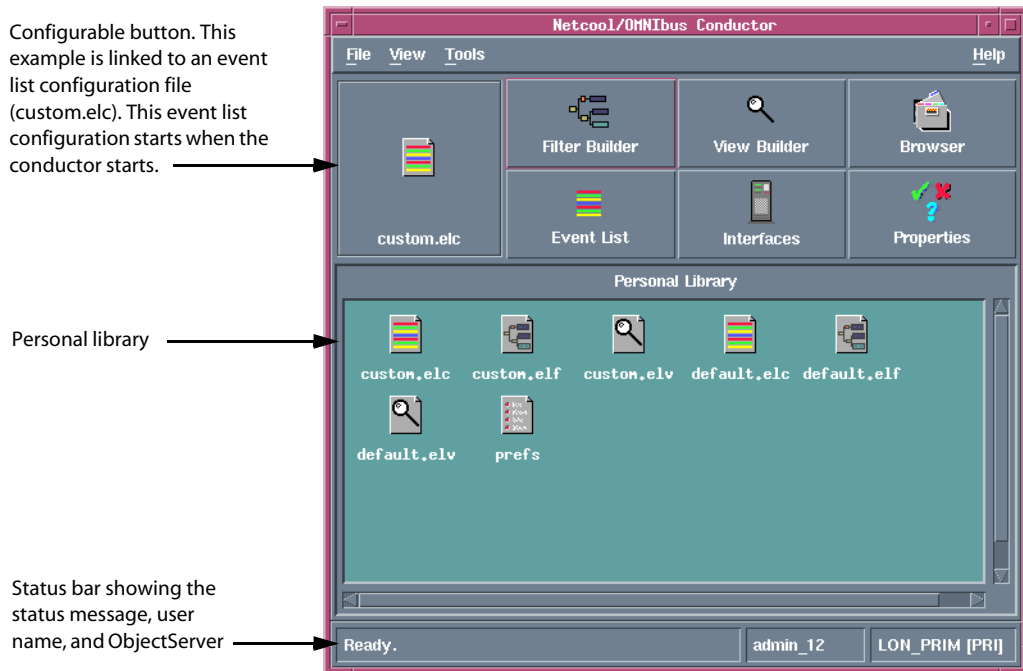 Configurable button. This
example is linked to an event
list configuration file
(custom.elc). This event list
configuration starts when the
conductor starts.
Netcool/OMNIbus Conductor
File View Tools Help
Filter Builder View Builder Browser
custom.elc Event List Interfaces Properties
Personal Library
Personal library
custom.elc custom.elf custom.elv default.elc default.elf
default.elv prefs
Status bar showing the
status message, user
name, and ObjectServer
Ready. admin_12 LON_PRIM [PRI]